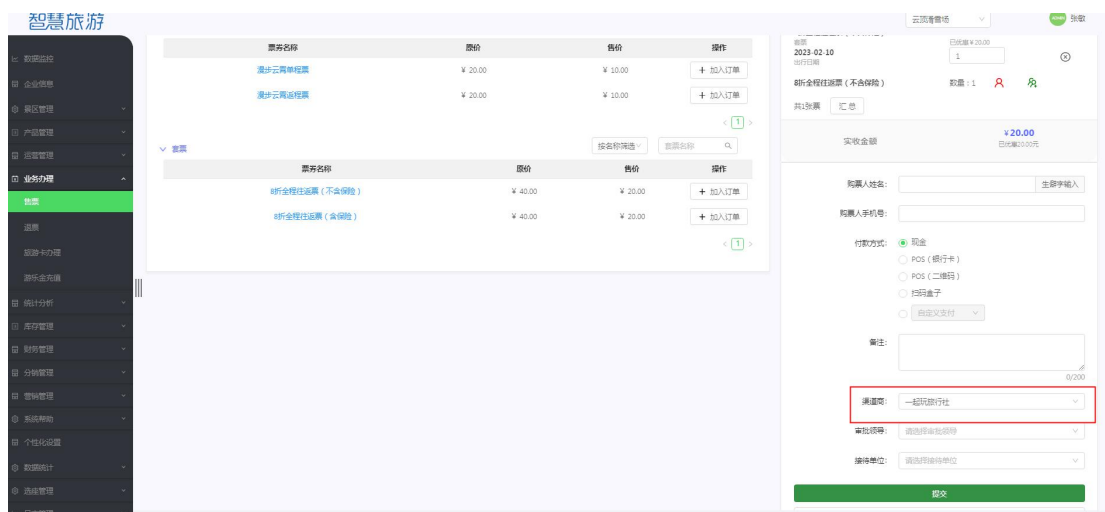 智慧旅游
云顶滑雪场
张敏
数据监控
企业信息
景区管理
产品管理
运营管理
业务办理
售票
退票
旅游卡办理
游乐金充值
统计分析
库存管理
财务管理
分销管理
营销管理
系统帮助
个性化设置
数据统计
选座管理
票券名称 原价 售价 操作
漫步云霄单程票 ¥ 20.00 ¥ 10.00 + 加入订单
漫步云霄返程票 ¥ 20.00 ¥ 10.00 + 加入订单
< 1 >
套票 按名称筛选 套票名称
票券名称 原价 售价 操作
8折全程往返票（不含保险） ¥ 40.00 ¥ 20.00 + 加入订单
8折全程往返票（含保险） ¥ 40.00 ¥ 20.00 + 加入订单
< 1 >
套票 已优惠¥20.00
2023-02-10 1
出行日期
8折全程往返票（不含保险） 数量：1
共1张票 汇总
实收金额 ¥20.00
已优惠20.00元
购票人姓名: 生僻字输入
购票人手机号:
付款方式: 现金
POS（银行卡）
POS（二维码）
扫码盒子
自定义支付
备注:
0/200
渠道商: 一起玩旅行社
审批领导: 请选择审批领导
接待单位: 请选择接待单位
提交